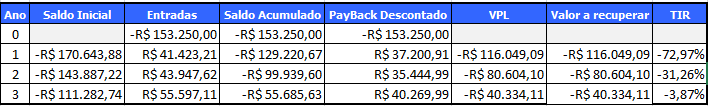 Ano Saldo Inicial Entradas Saldo Acumulado PayBack Descontado VPL Valor a recuperar TIR
0 -R$ 153.250,00 -R$ 153.250,00 -R$ 153.250,00
1 -R$ 170.643,88 R$ 41.423,21 -R$ 129.220,67 R$ 37.200,91 -R$ 116.049,09 -R$ 116.049,09 -72,97%
2 -R$ 143.887,22 R$ 43.947,62 -R$ 99.939,60 R$ 35.444,99 -R$ 80.604,10 -R$ 80.604,10 -31,26%
3 -R$ 111.282,74 R$ 55.597,11 -R$ 55.685,63 R$ 40.269,99 -R$ 40.334,11 -R$ 40.334,11 -3,87%